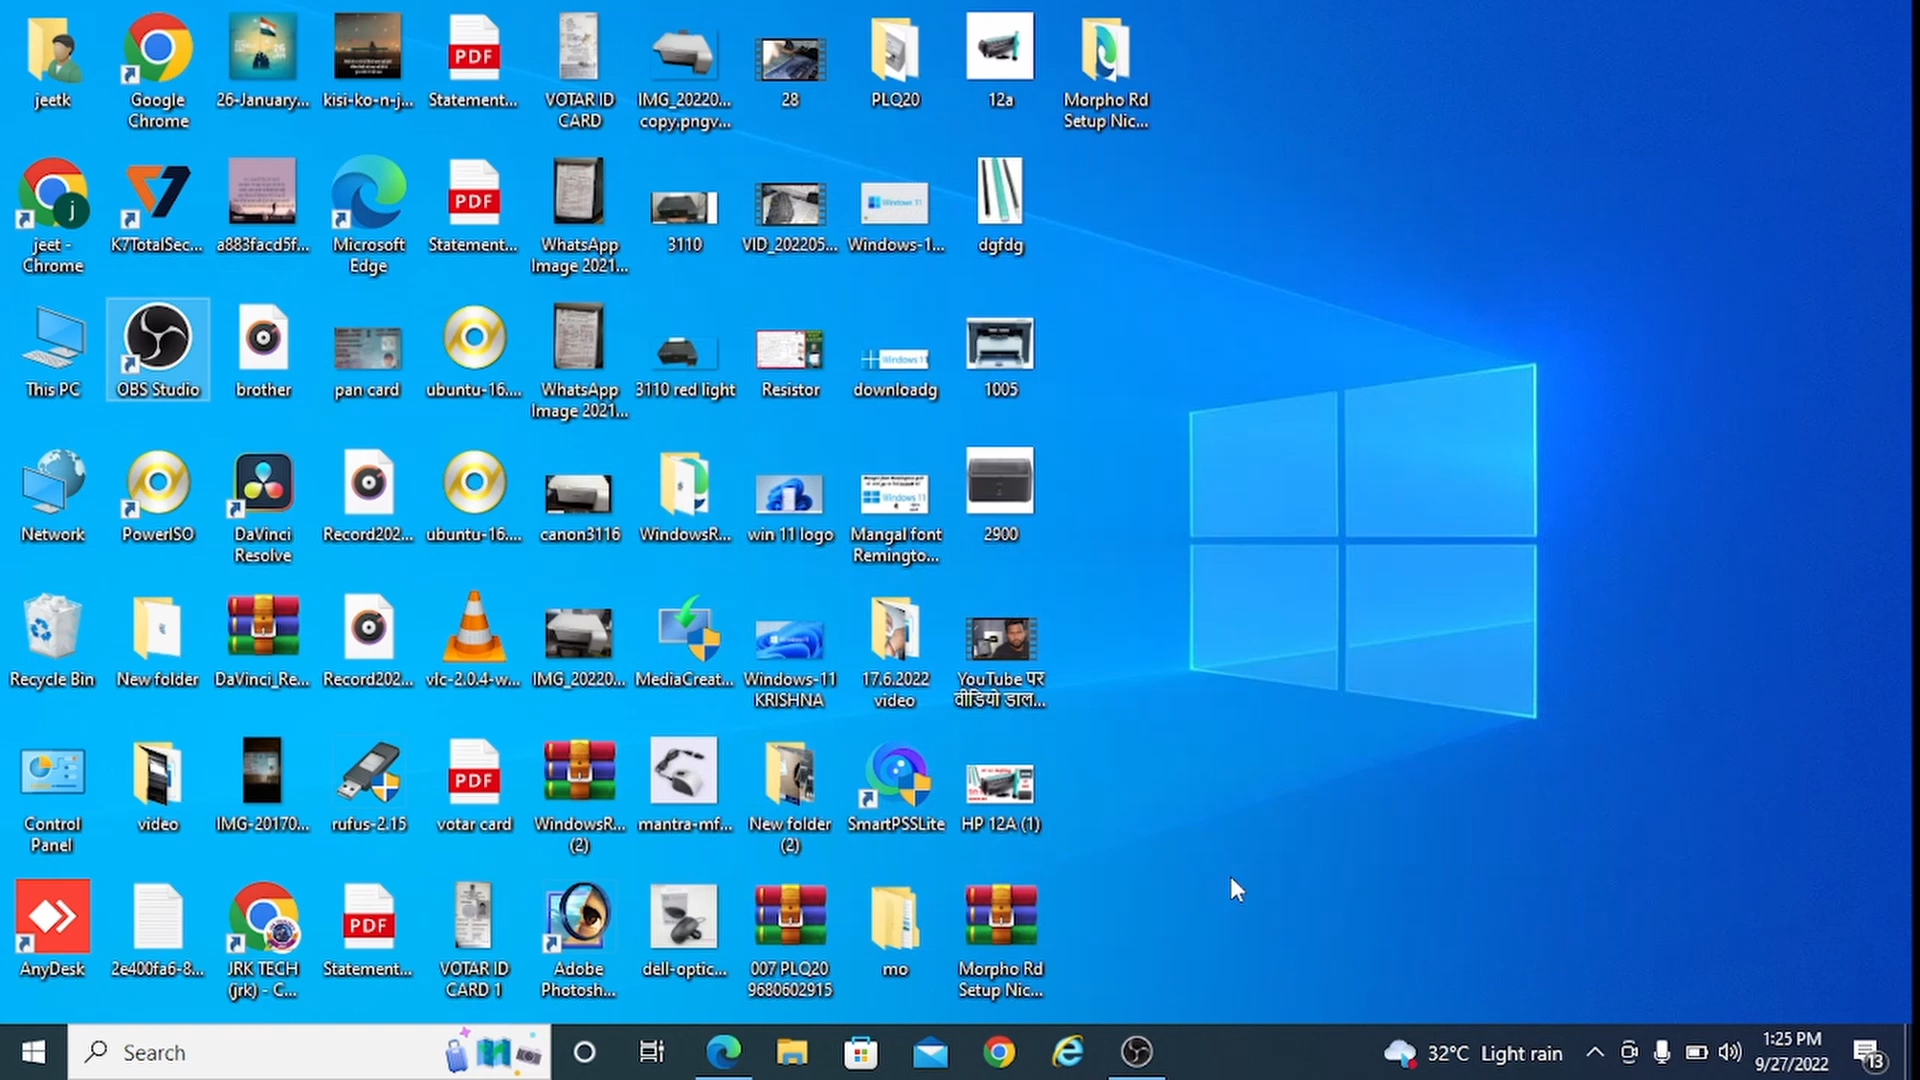 jeetk
Google
Chrome
26-January...
kisi-ko-n-j...
Statement...
VOTAR ID
CARD
IMG_20220...
copy.pngv...
28
PLQ20
12a
Morpho Rd
Setup Nic...
jeet -
Chrome
K7TotalSec...
a883facd5f...
Microsoft
Edge
Statement...
WhatsApp
Image 2021...
3110
VID_202205...
Windows-1...
dgfdg
This PC
OBS Studio
brother
pan card
ubuntu-16....
WhatsApp
Image 2021...
3110 red light
Resistor
downloadg
1005
Network
PowerISO
DaVinci
Resolve
Record202...
ubuntu-16....
canon3116
WindowsR...
win 11 logo
Mangal font
Remingto...
2900
Recycle Bin
New folder
DaVinci_Re...
Record202...
vlc-2.0.4-w...
IMG_20220...
MediaCreat...
Windows-11
KRISHNA
17.6.2022
video
YouTube पर
वीडियो डाल...
Control
Panel
video
IMG-20170...
rufus-2.15
votar card
WindowsR...
(2)
mantra-mf...
New folder
(2)
SmartPSSLite
HP 12A (1)
AnyDesk
2e400fa6-8...
JRK TECH
(jrk) - C...
Statement...
VOTAR ID
CARD 1
Adobe
Photosh...
dell-optic...
007 PLQ20
9680602915
mo
Morpho Rd
Setup Nic...
PDF
PDF
PDF
PDF
j
Windows 11
Windows 11
Windows 11
Search
32°C Light rain
1:25 PM
9/27/2022
13